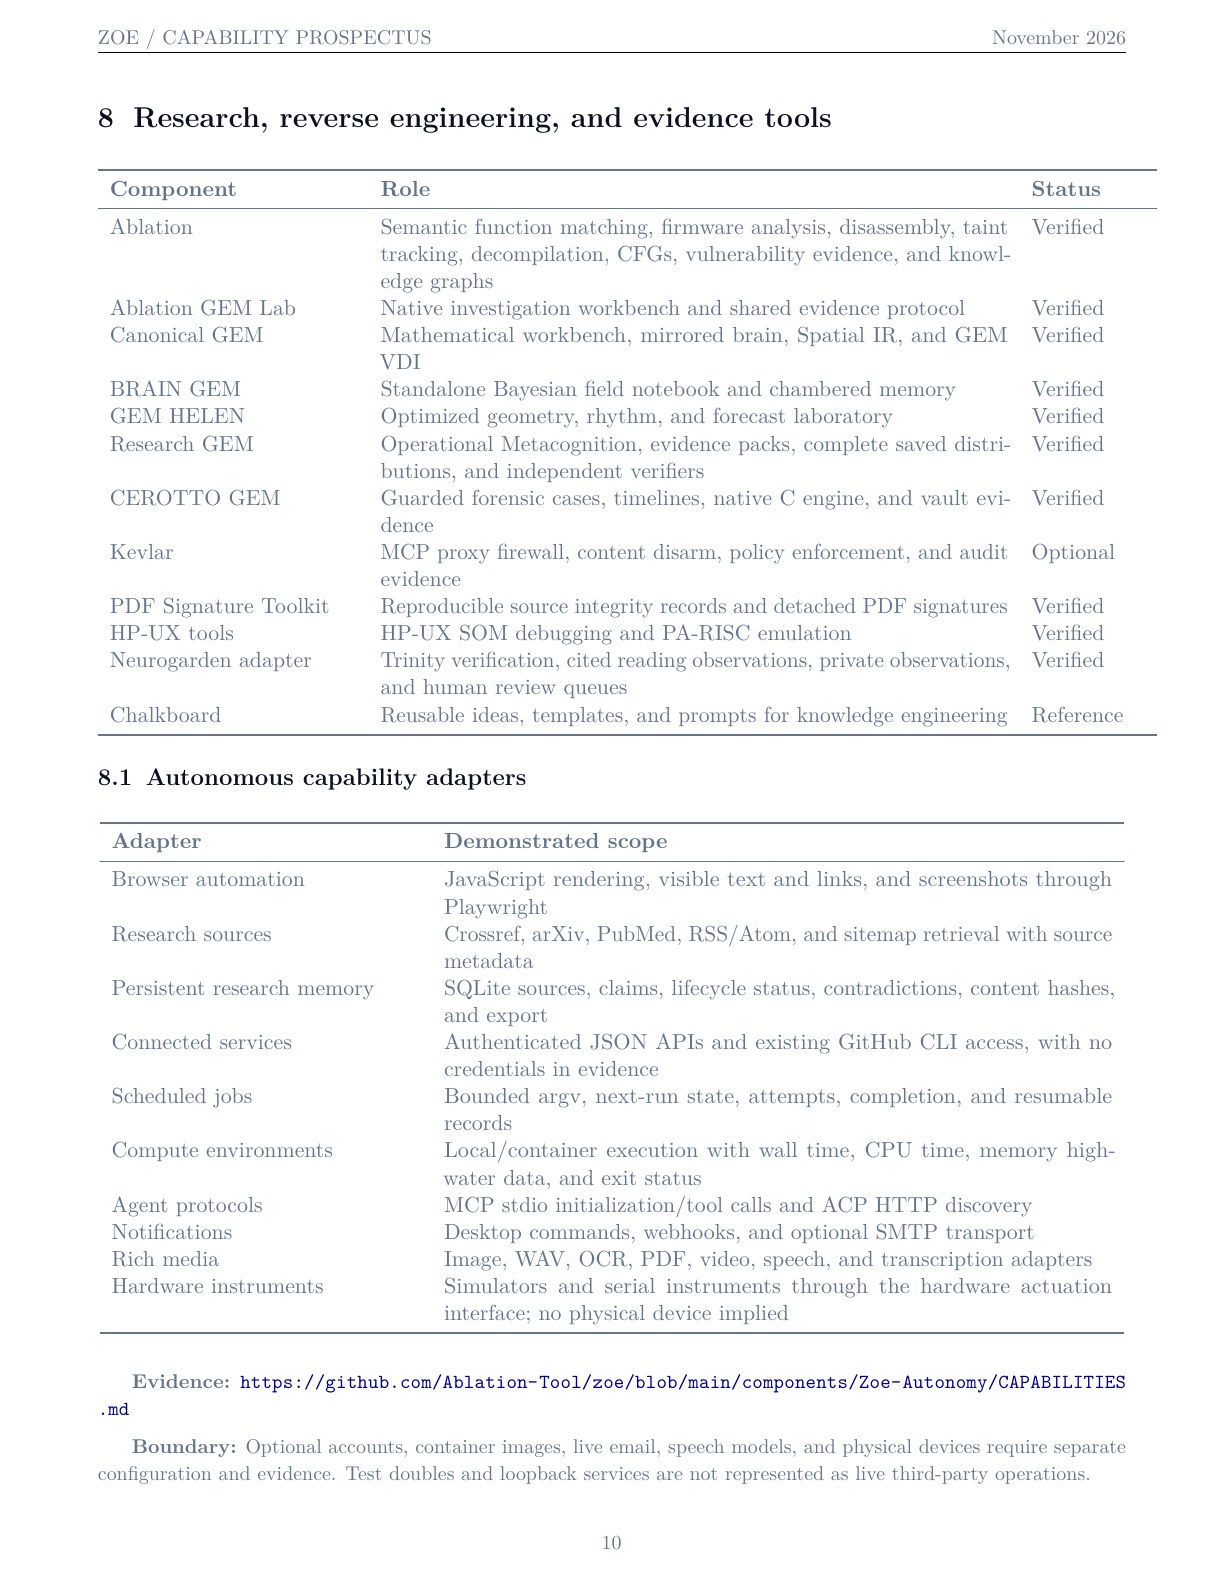 ZOE / CAPABILITY PROSPECTUS November 2026
8 Research, reverse engineering, and evidence tools
Component Role Status
Ablation Semantic function matching, firmware analysis, disassembly, taint Verified
tracking, decompilation, CFGs, vulnerability evidence, and knowl-
edge graphs
Ablation GEM Lab Native investigation workbench and shared evidence protocol Verified
Canonical GEM Mathematical workbench, mirrored brain, Spatial IR, and GEM Verified
VDI
BRAIN GEM Standalone Bayesian field notebook and chambered memory Verified
GEM HELEN Optimized geometry, rhythm, and forecast laboratory Verified
Research GEM Operational Metacognition, evidence packs, complete saved distri- Verified
butions, and independent verifiers
CEROTTO GEM Guarded forensic cases, timelines, native C engine, and vault evi- Verified
dence
Kevlar MCP proxy firewall, content disarm, policy enforcement, and audit Optional
evidence
PDF Signature Toolkit Reproducible source integrity records and detached PDF signatures Verified
HP-UX tools HP-UX SOM debugging and PA-RISC emulation Verified
Neurogarden adapter Trinity verification, cited reading observations, private observations, Verified
and human review queues
Chalkboard Reusable ideas, templates, and prompts for knowledge engineering Reference
8.1 Autonomous capability adapters
Adapter Demonstrated scope
Browser automation JavaScript rendering, visible text and links, and screenshots through
Playwright
Research sources Crossref, arXiv, PubMed, RSS/Atom, and sitemap retrieval with source
metadata
Persistent research memory SQLite sources, claims, lifecycle status, contradictions, content hashes,
and export
Connected services Authenticated JSON APIs and existing GitHub CLI access, with no
credentials in evidence
Scheduled jobs Bounded argv, next-run state, attempts, completion, and resumable
records
Compute environments Local/container execution with wall time, CPU time, memory high-
water data, and exit status
Agent protocols MCP stdio initialization/tool calls and ACP HTTP discovery
Notifications Desktop commands, webhooks, and optional SMTP transport
Rich media Image, WAV, OCR, PDF, video, speech, and transcription adapters
Hardware instruments Simulators and serial instruments through the hardware actuation
interface; no physical device implied
Evidence: https://github.com/Ablation-Tool/zoe/blob/main/components/Zoe-Autonomy/CAPABILITIES
.md
Boundary: Optional accounts, container images, live email, speech models, and physical devices require separate
configuration and evidence. Test doubles and loopback services are not represented as live third-party operations.
10